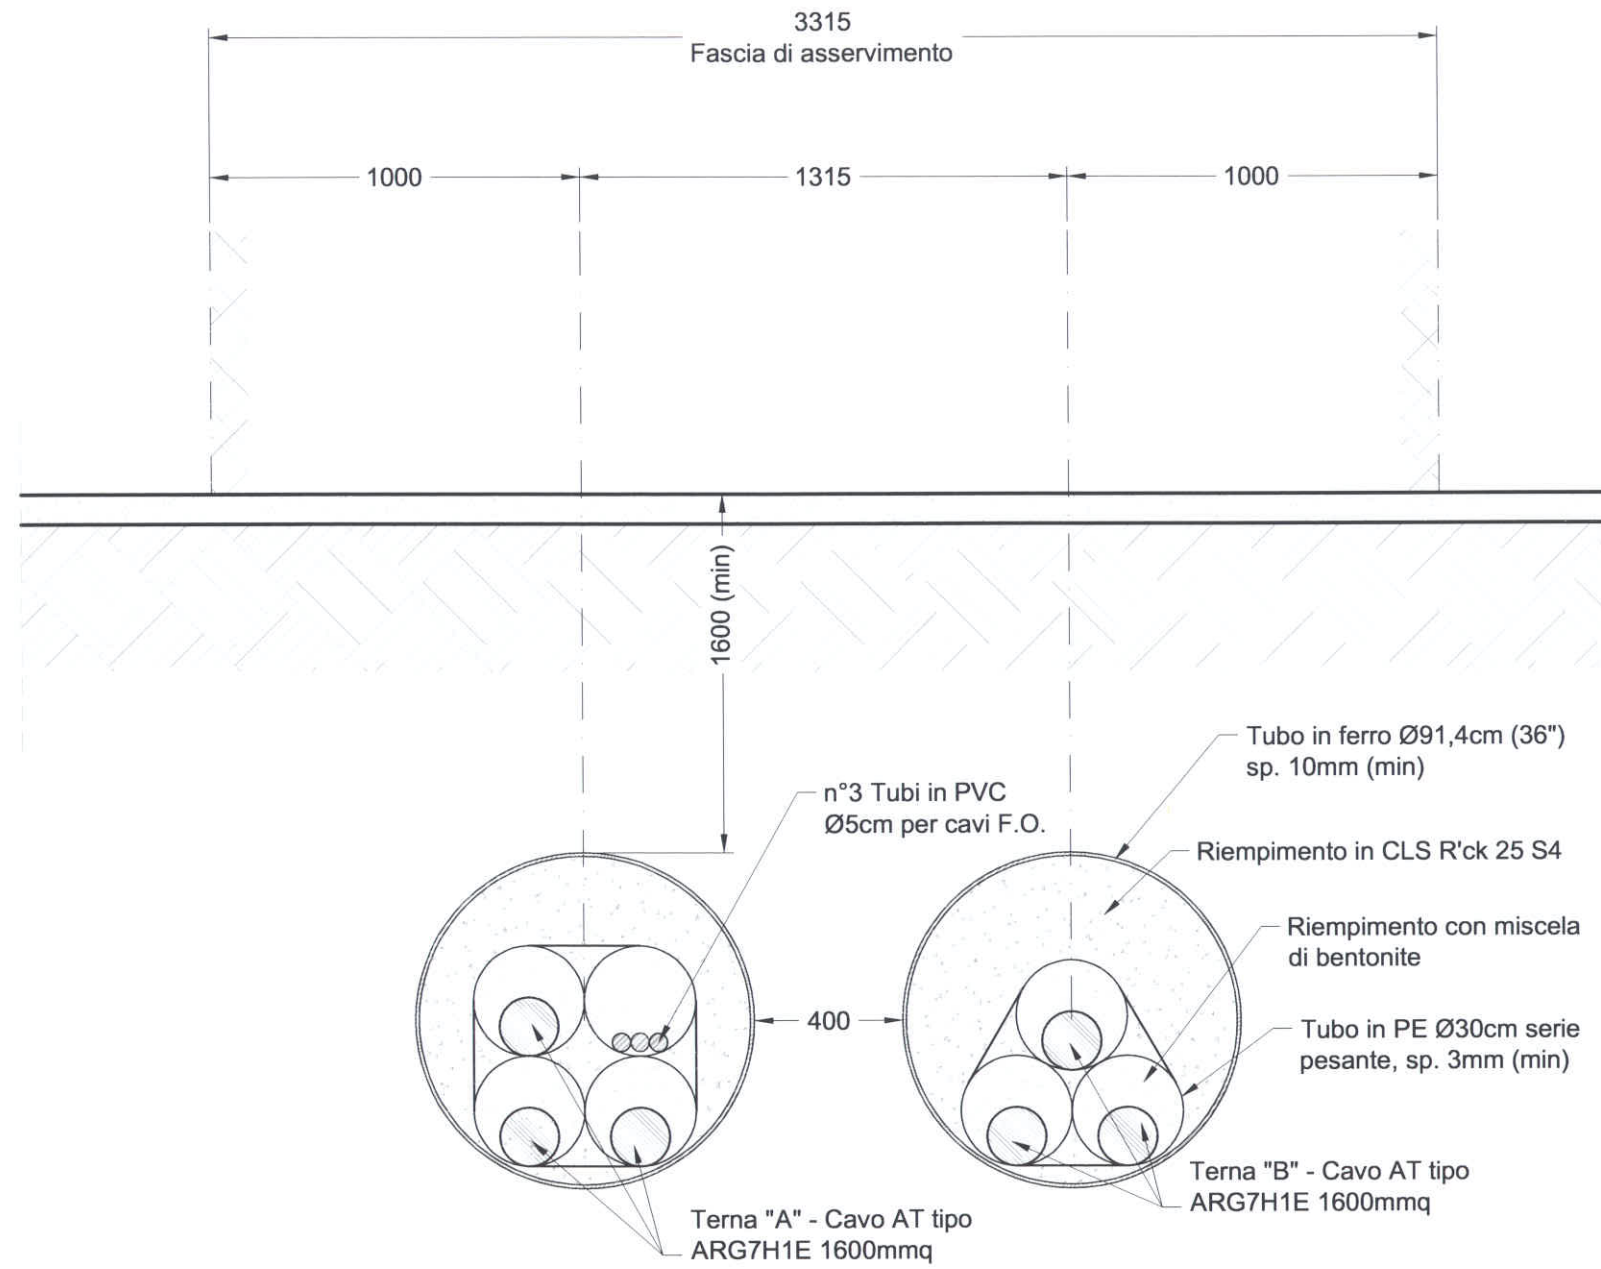 3315
Fascia di asservimento
1000
1315
1000
1600 (min)
Tubo in ferro Ø91,4cm (36")
sp. 10mm (min)
n°3 Tubi in PVC
Ø5cm per cavi F.O.
Riempimento in CLS R'ck 25 S4
Riempimento con miscela
di bentonite
400
Tubo in PE Ø30cm serie
pesante, sp. 3mm (min)
Terna "B" - Cavo AT tipo
ARG7H1E 1600mmq
Terna "A" - Cavo AT tipo
ARG7H1E 1600mmq